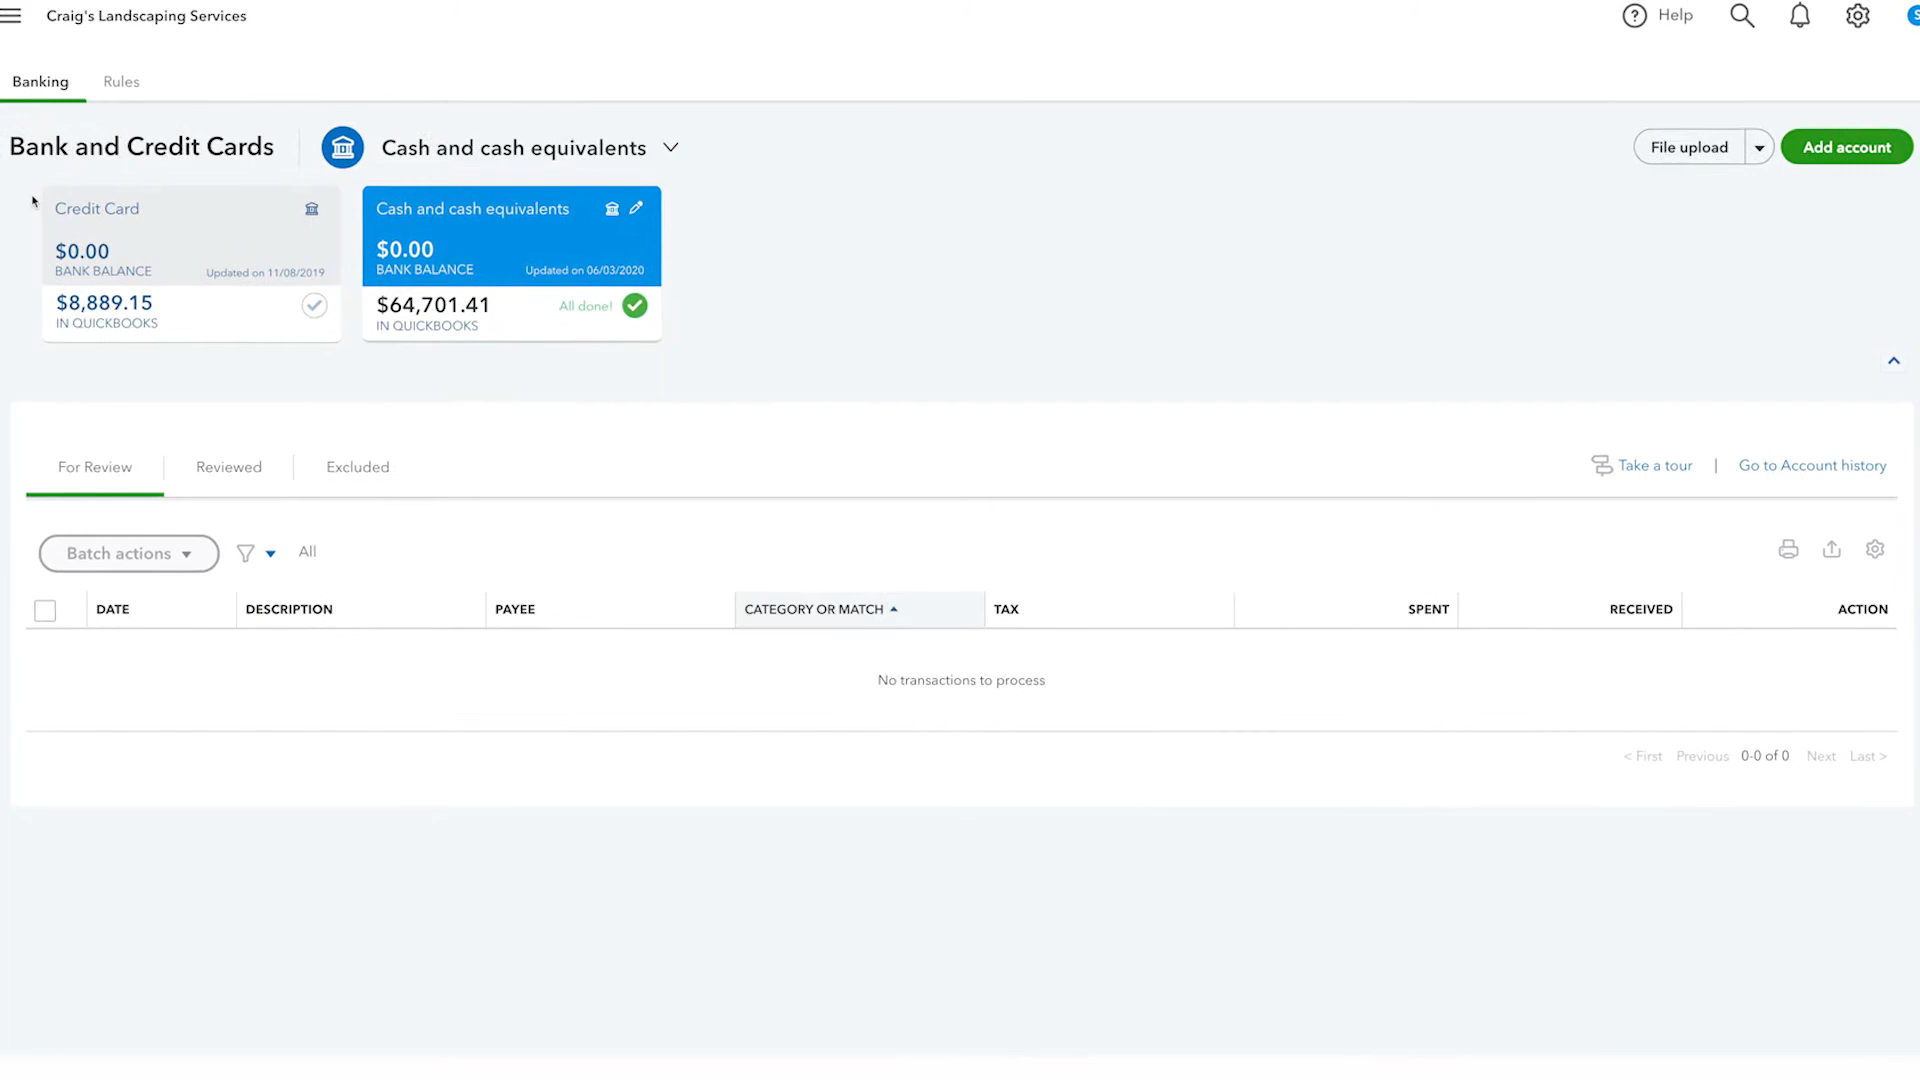 Craig's Landscaping Services
Help
Banking
Rules
Bank and Credit Cards
Cash and cash equivalents
File upload
Add account
Credit Card
$0.00
BANK BALANCE
Updated on 11/08/2019
$8,889.15
IN QUICKBOOKS
Cash and cash equivalents
$0.00
BANK BALANCE
Updated on 06/03/2020
$64,701.41
All done!
IN QUICKBOOKS
For Review
Reviewed
Excluded
Take a tour
|
Go to Account history
Batch actions
All
DATE
DESCRIPTION
PAYEE
CATEGORY OR MATCH
TAX
SPENT
RECEIVED
ACTION
No transactions to process
< First
Previous
0-0 of 0
Next
Last >